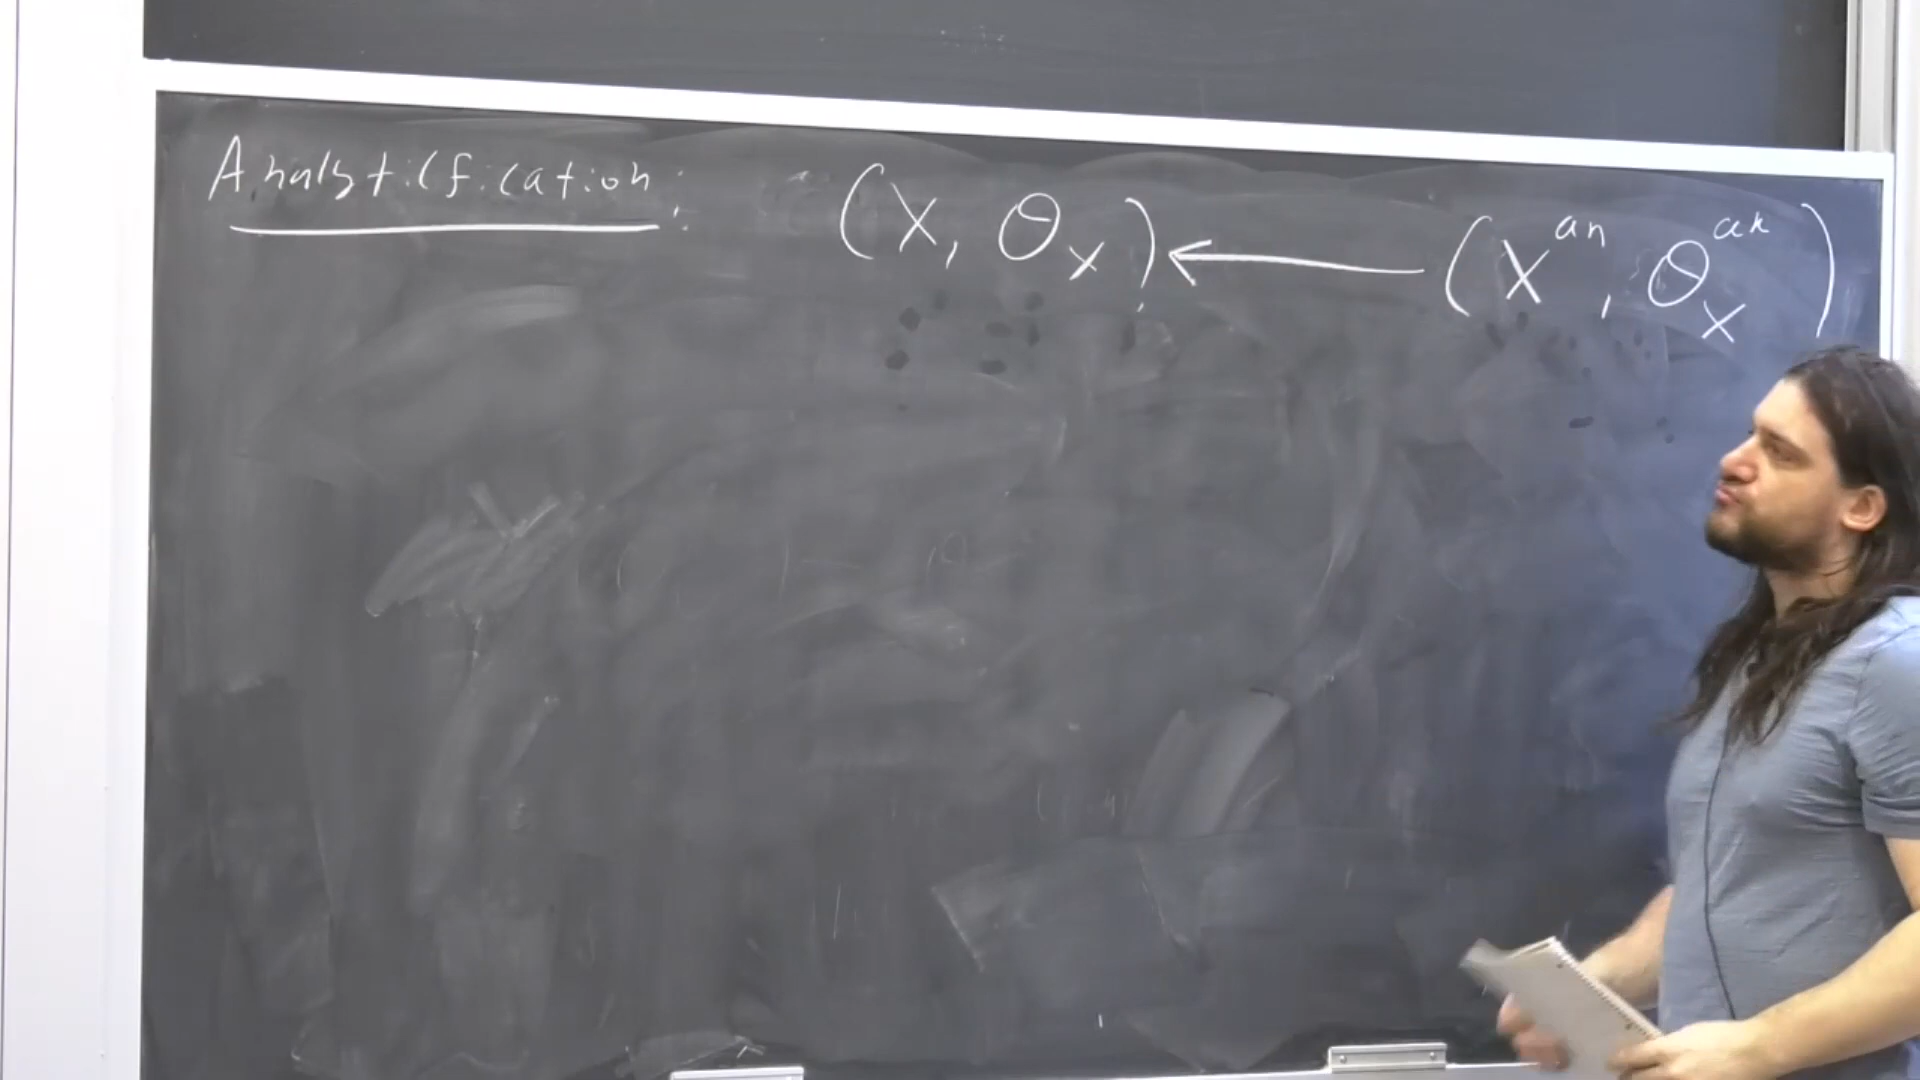 Analytification: (X, O_X) ← (X^an, O_X^an)